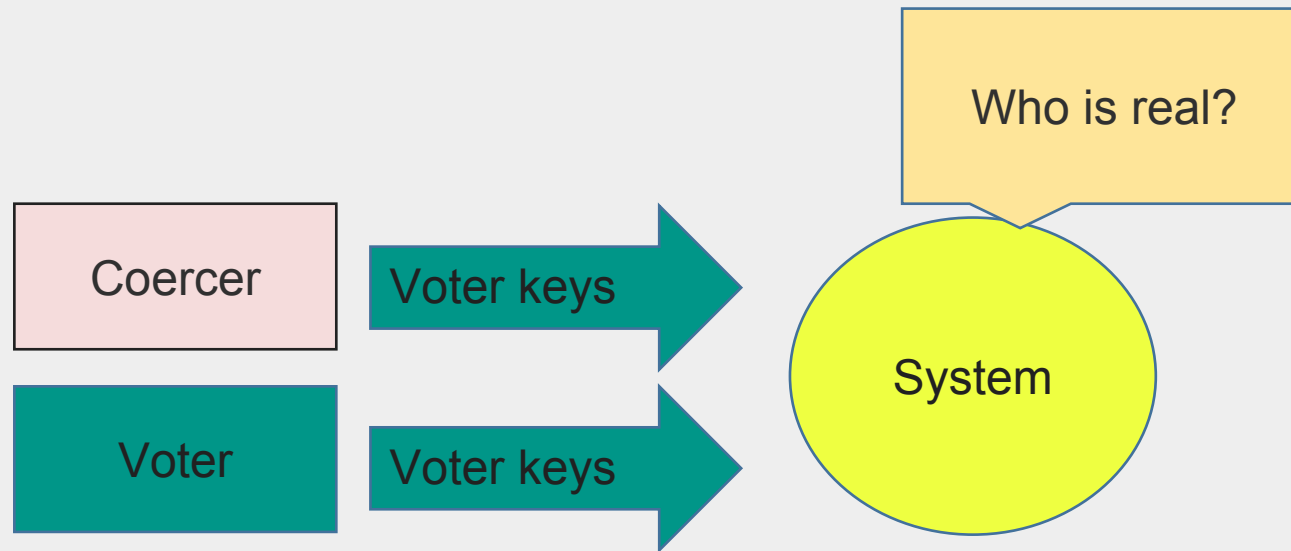 Who is real?
Coercer
Voter keys
System
Voter
Voter keys